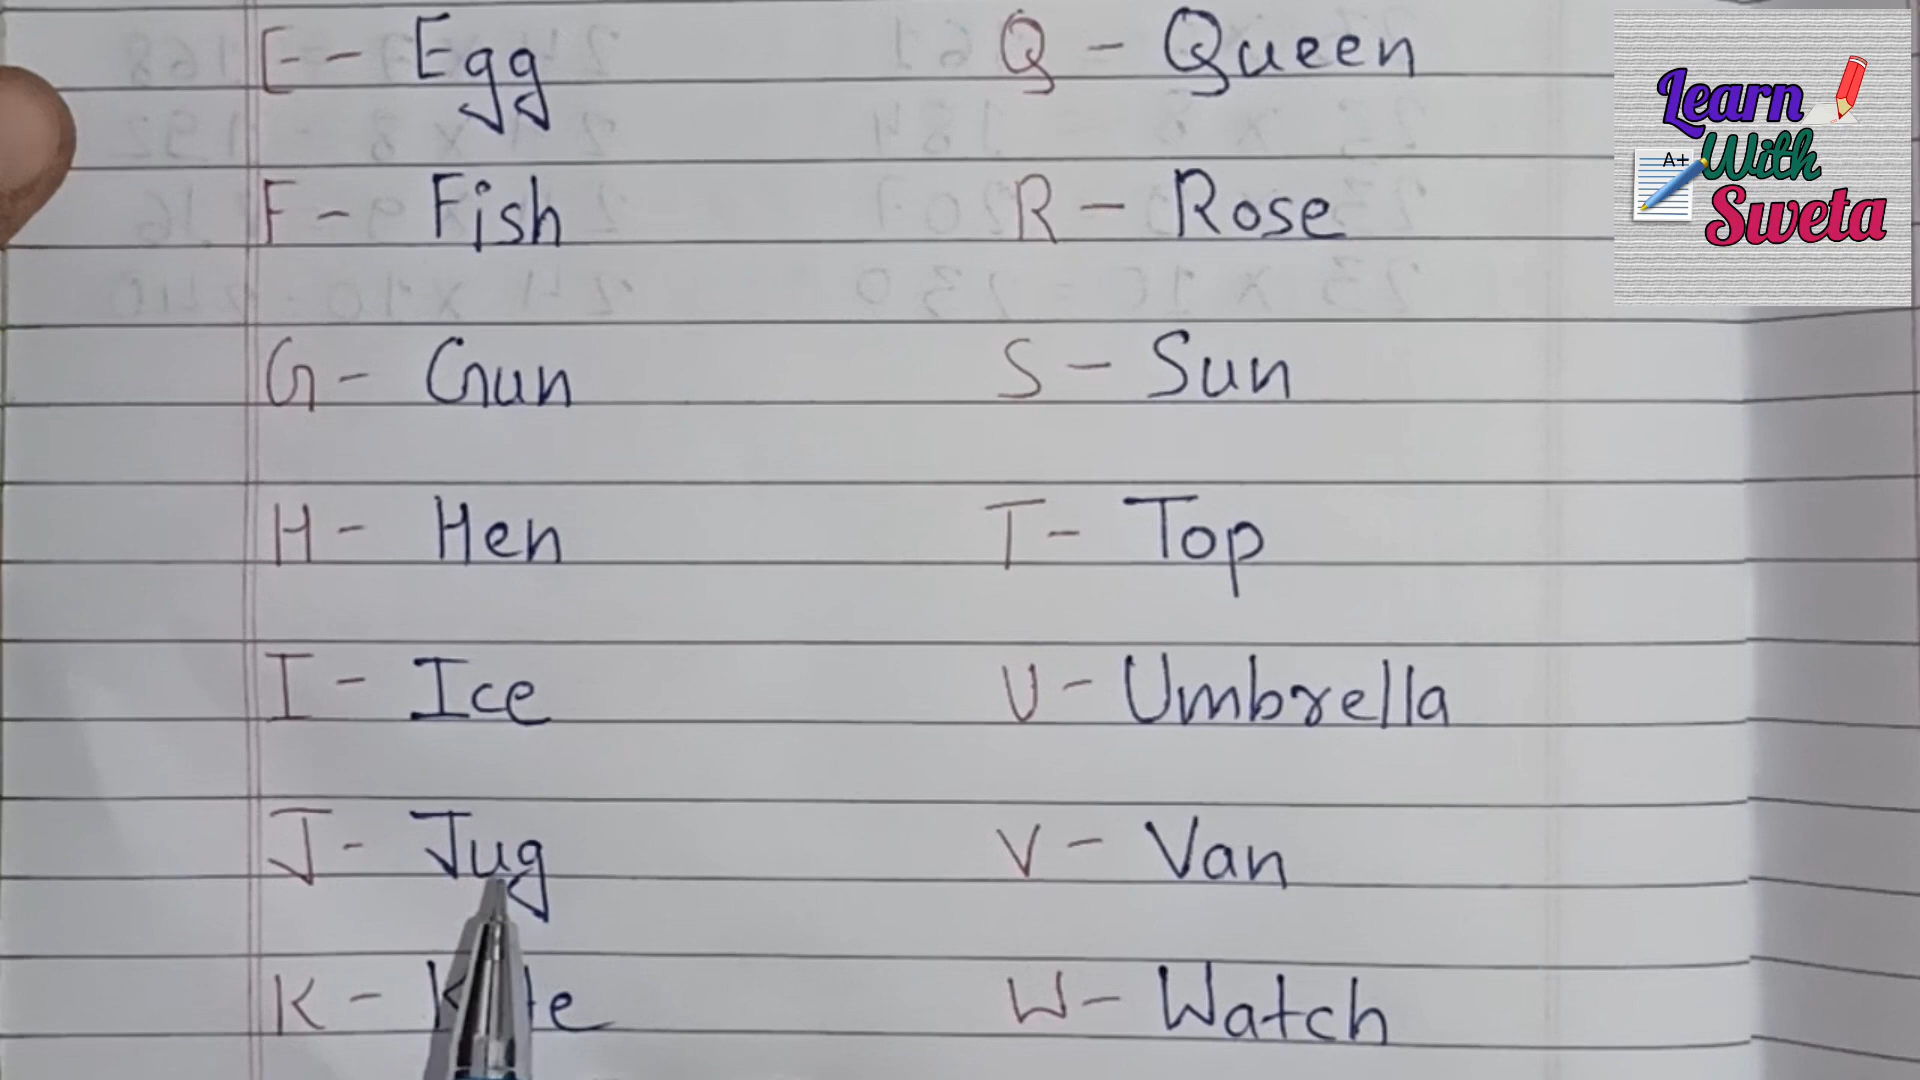 E - Egg
F - Fish
G - Gun
H - Hen
I - Ice
J - Jug
K -
Q - Queen
R - Rose
S - Sun
T - Top
U - Umbrella
V - Van
W - Watch
Learn
A+ With
Sweta